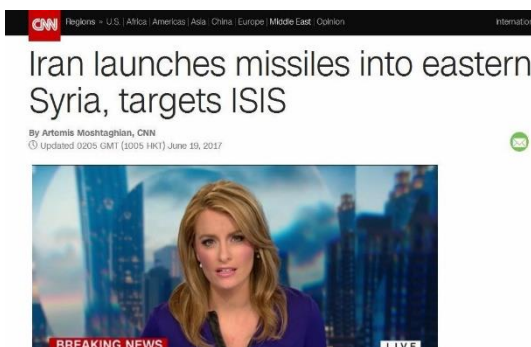 CNN Regions U.S. | Africa | Americas | Asia | China | Europe | Middle East | Opinion Internation
Iran launches missiles into eastern
Syria, targets ISIS
By Artemis Moshtaghian, CNN
Updated 0205 GMT (1005 HKT) June 19, 2017
BREAKING NEWS LIVE